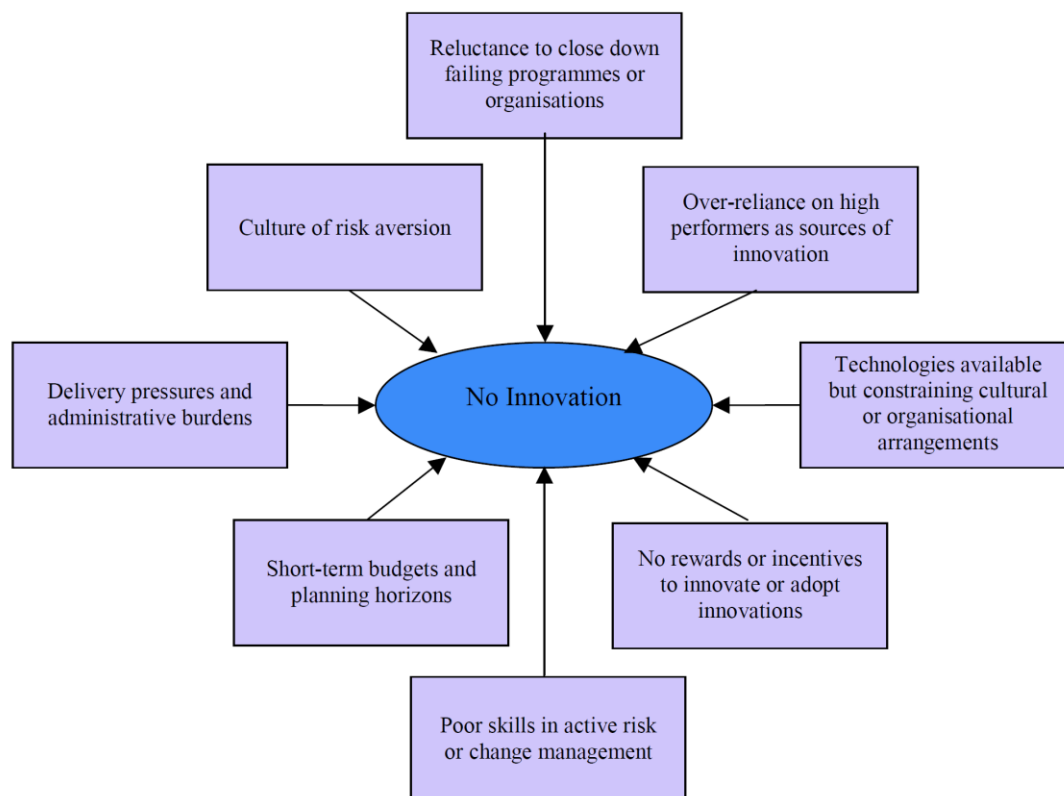 Reluctance to close down
failing programmes or
organisations
Culture of risk aversion
Over-reliance on high
performers as sources of
innovation
Delivery pressures and
administrative burdens
No Innovation
Technologies available
but constraining cultural
or organisational
arrangements
Short-term budgets and
planning horizons
No rewards or incentives
to innovate or adopt
innovations
Poor skills in active risk
or change management